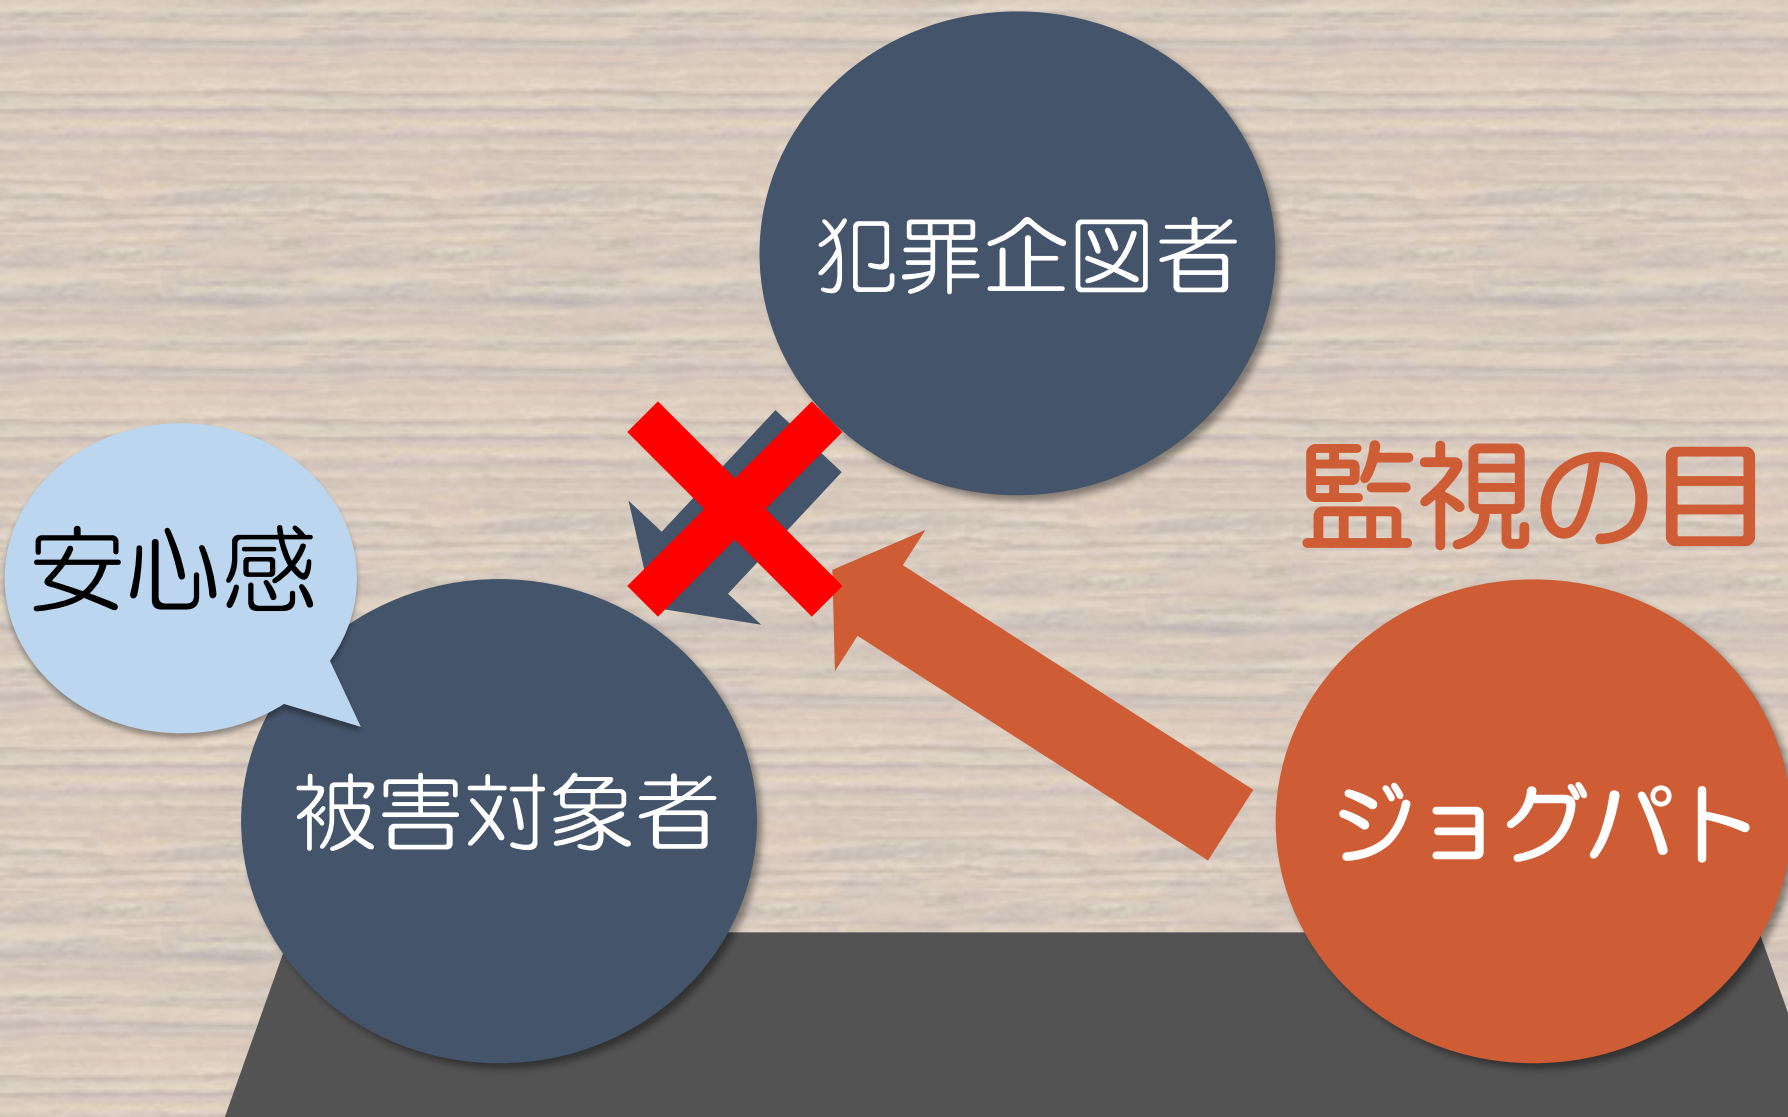 犯罪企図者
監視の目
安心感
被害対象者
ジョグパト